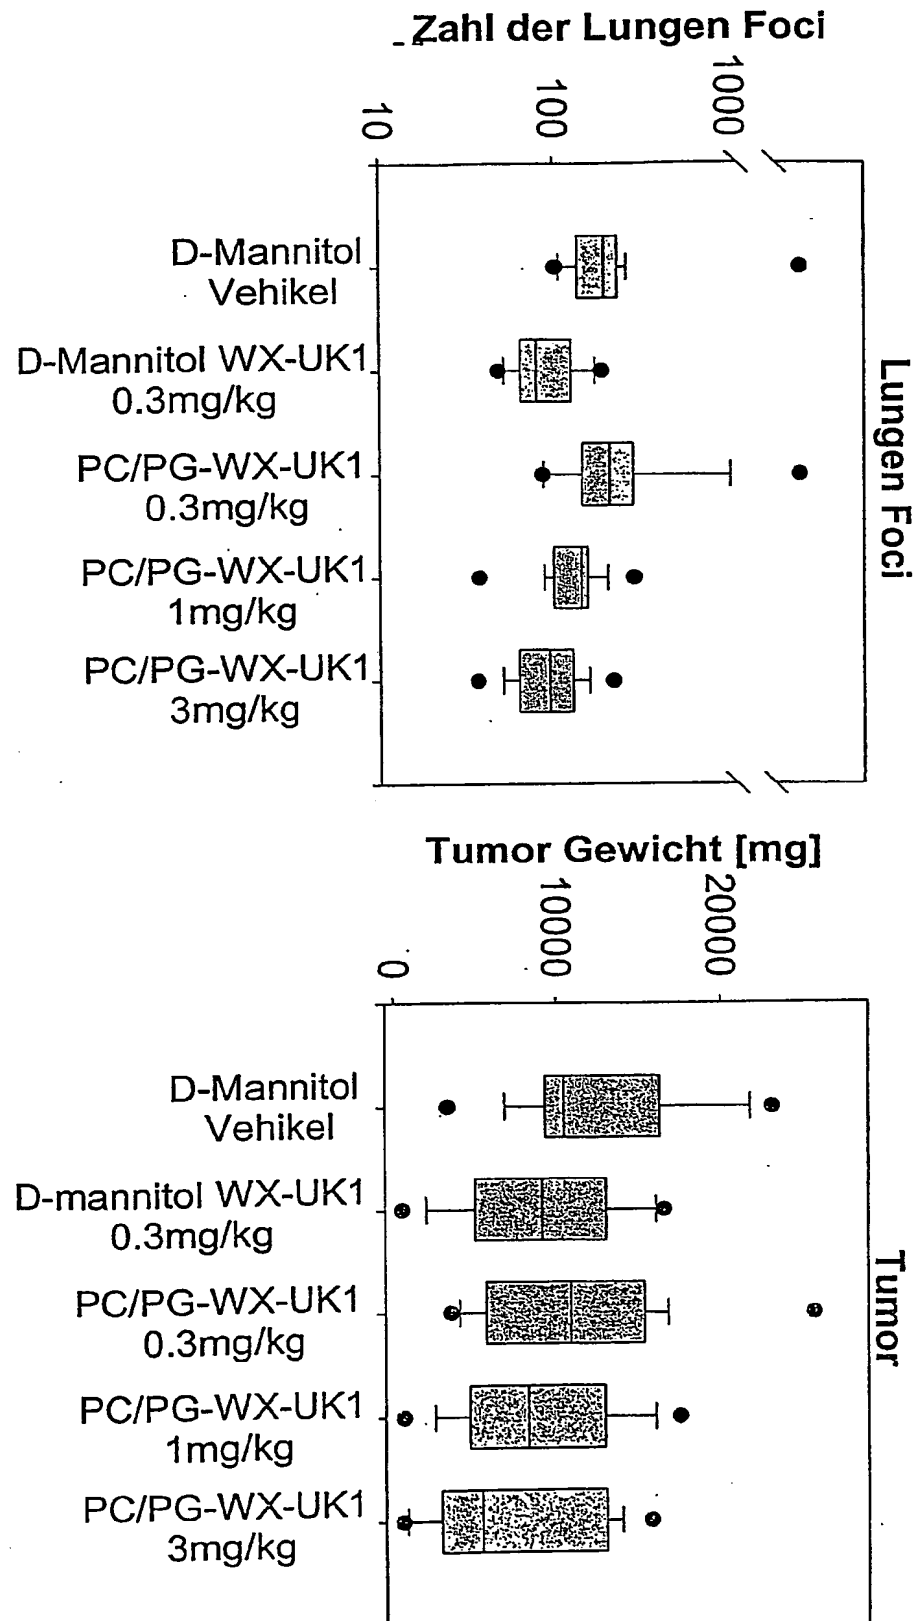 Zahl der Lungen Foci
10
100
1000
Lungen Foci
D-Mannitol
Vehikel
D-Mannitol WX-UK1
0.3mg/kg
PC/PG-WX-UK1
0.3mg/kg
PC/PG-WX-UK1
1mg/kg
PC/PG-WX-UK1
3mg/kg
Tumor Gewicht [mg]
0
10000
20000
Tumor
D-Mannitol
Vehikel
D-mannitol WX-UK1
0.3mg/kg
PC/PG-WX-UK1
0.3mg/kg
PC/PG-WX-UK1
1mg/kg
PC/PG-WX-UK1
3mg/kg